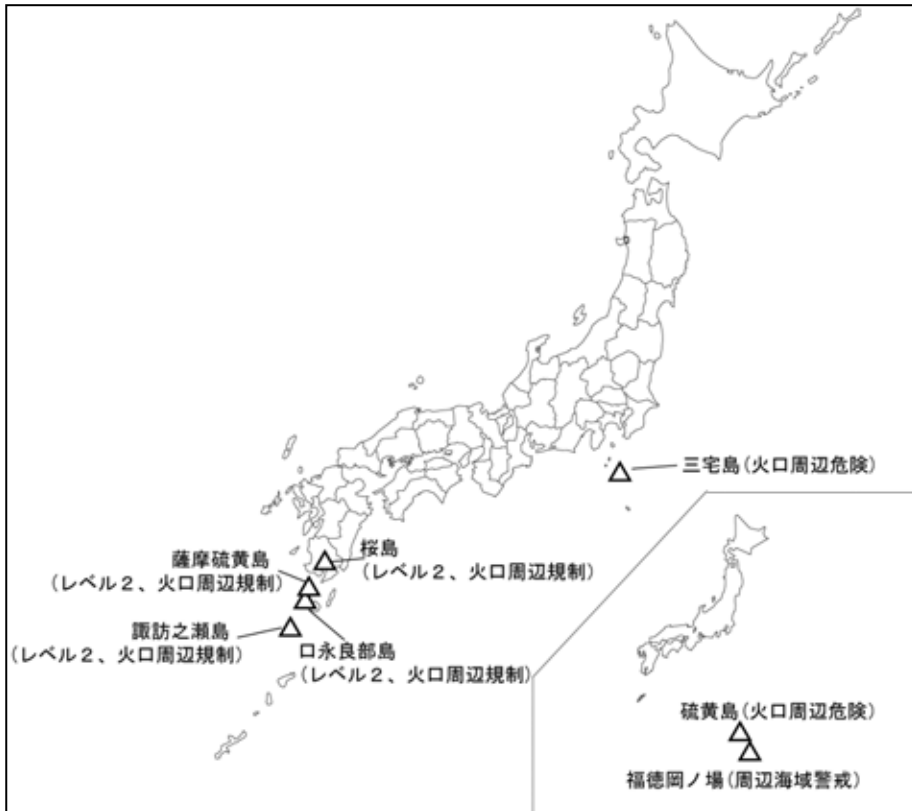 三宅島(火口周辺危険)
桜島
(レベル２、火口周辺規制)
薩摩硫黄島
(レベル２、火口周辺規制)
諏訪之瀬島
(レベル２、火口周辺規制)
口永良部島
(レベル２、火口周辺規制)
硫黄島(火口周辺危険)
福徳岡ノ場(周辺海域警戒)